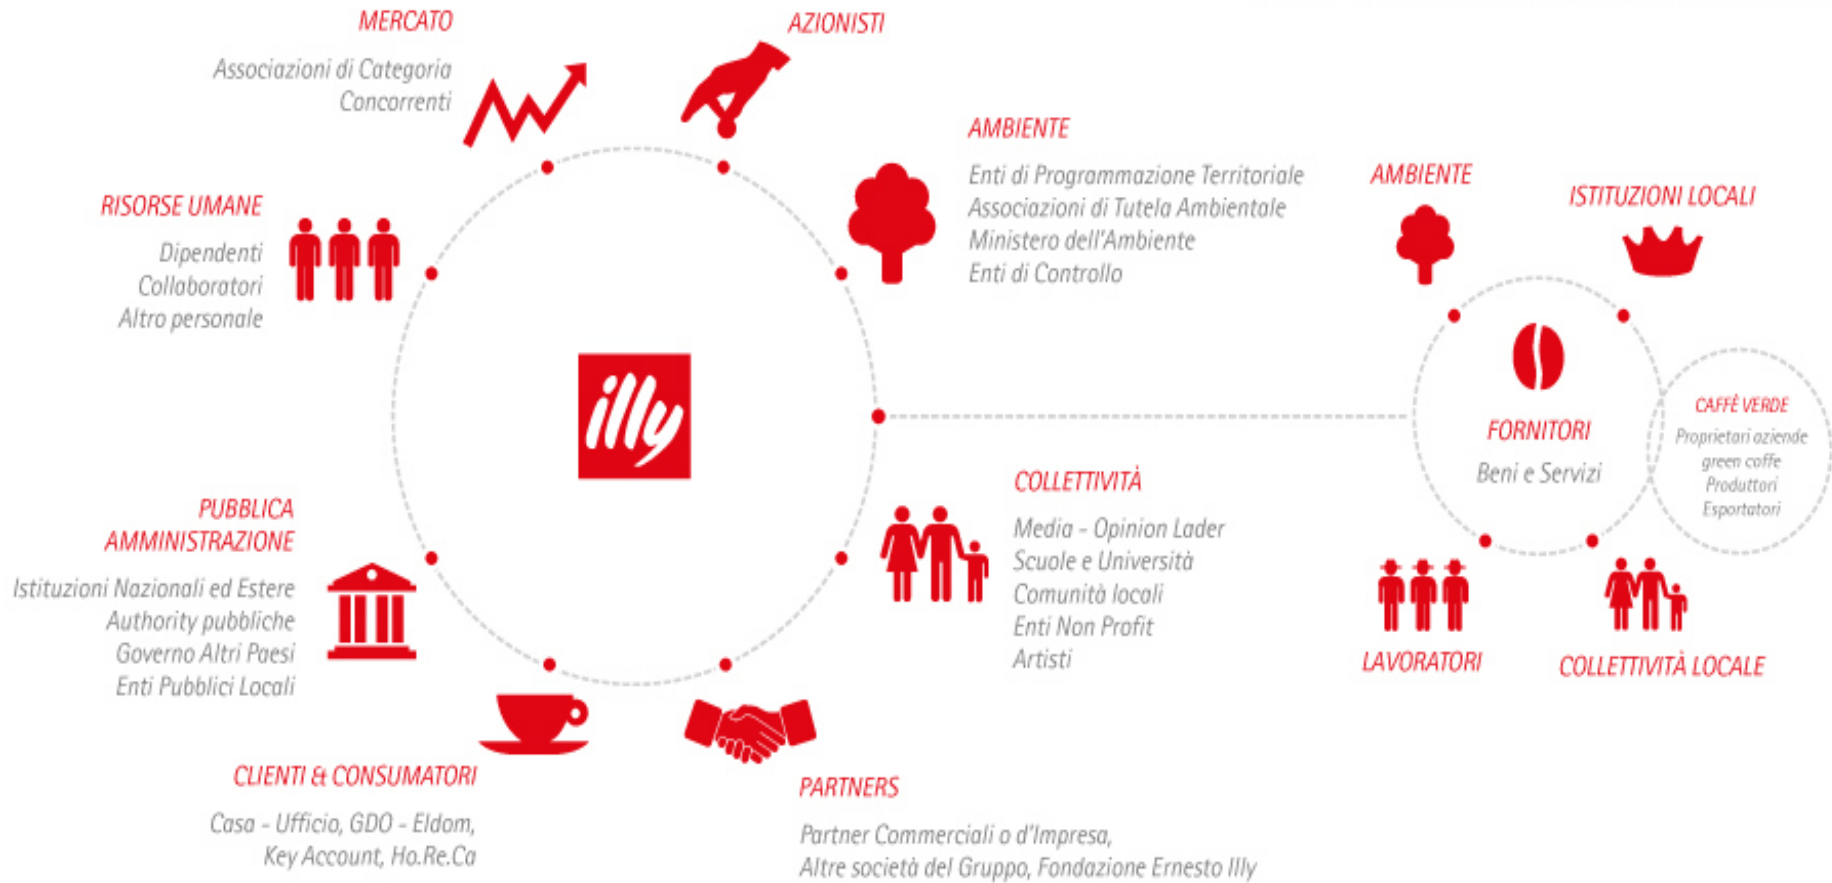 MERCATO
Associazioni di Categoria
Concorrenti
AZIONISTI
AMBIENTE
Enti di Programmazione Territoriale
Associazioni di Tutela Ambientale
Ministero dell'Ambiente
Enti di Controllo
RISORSE UMANE
Dipendenti
Collaboratori
Altro personale
illy
PUBBLICA
AMMINISTRAZIONE
Istituzioni Nazionali ed Estere
Authority pubbliche
Governo Altri Paesi
Enti Pubblici Locali
COLLETTIVITÀ
Media - Opinion Lader
Scuole e Università
Comunità locali
Enti Non Profit
Artisti
CLIENTI & CONSUMATORI
Casa - Ufficio, GDO - Eldom,
Key Account, Ho.Re.Ca
PARTNERS
Partner Commerciali o d'Impresa,
Altre società del Gruppo, Fondazione Ernesto Illy
AMBIENTE
ISTITUZIONI LOCALI
FORNITORI
Beni e Servizi
CAFFÈ VERDE
Proprietari aziende
green coffe
Produttori
Esportatori
LAVORATORI
COLLETTIVITÀ LOCALE